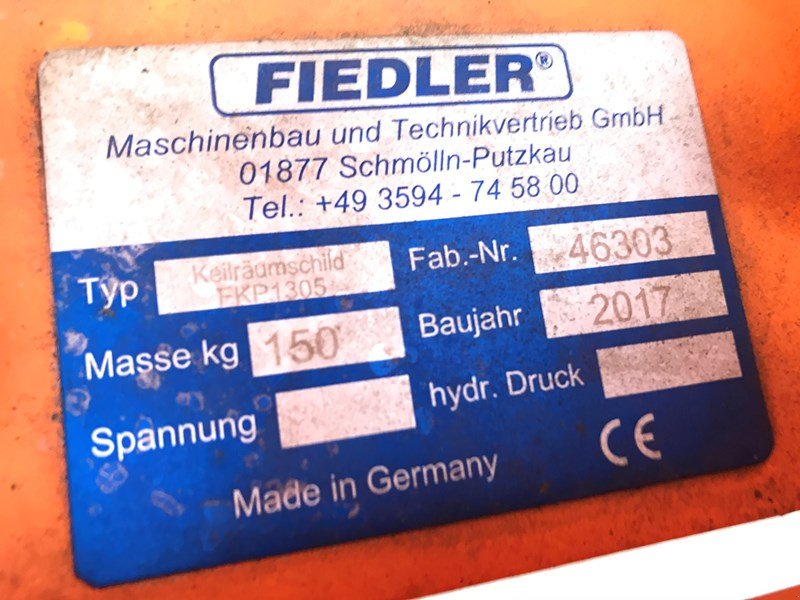 FIEDLER®
Maschinenbau und Technikvertrieb GmbH
01877 Schmölln-Putzkau
Tel.: +49 3594 - 74 58 00
Typ Keilräumschild FKP1305 Fab.-Nr. 46303
Masse kg 150 Baujahr 2017
Spannung hydr. Druck
Made in Germany CE